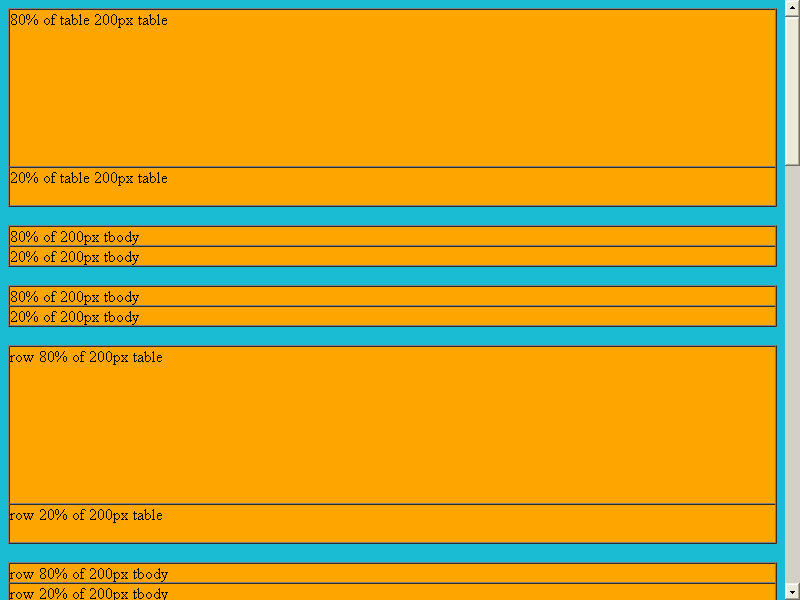 80% of table 200px table
20% of table 200px table
80% of 200px tbody
20% of 200px tbody
80% of 200px tbody
20% of 200px tbody
row 80% of 200px table
row 20% of 200px table
row 80% of 200px tbody
row 20% of 200px tbody